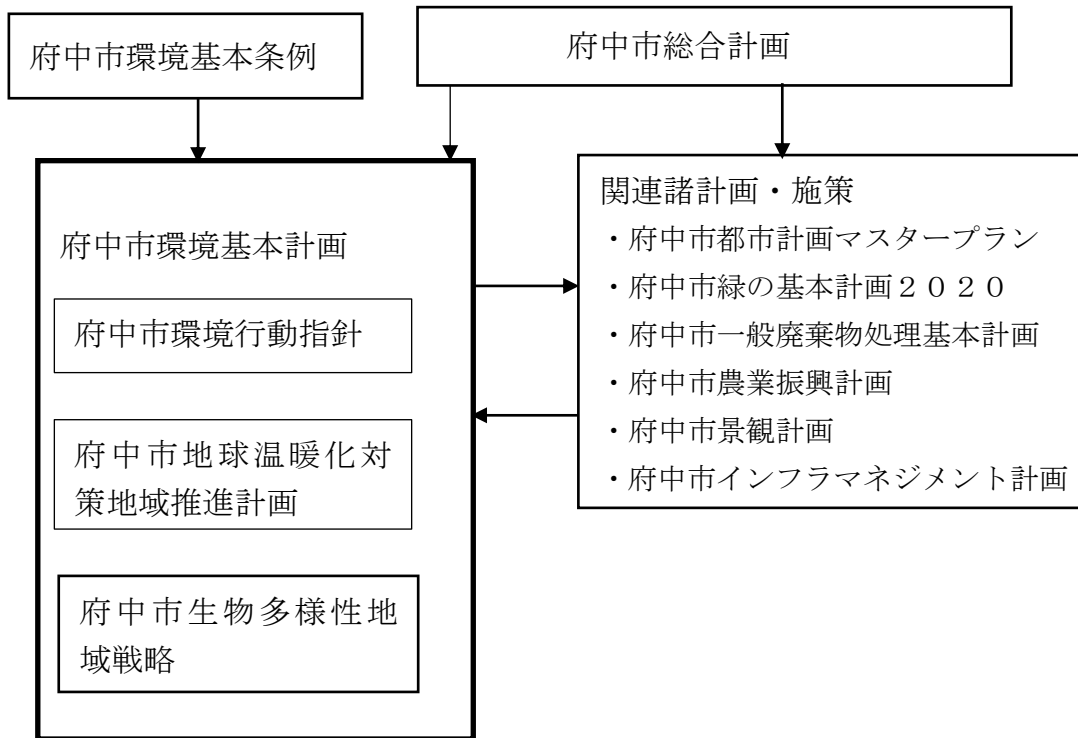 府中市環境基本条例
府中市総合計画
府中市環境基本計画
府中市環境行動指針
府中市地球温暖化対
策地域推進計画
府中市生物多様性地
域戦略
関連諸計画・施策
・府中市都市計画マスタープラン
・府中市緑の基本計画２０２０
・府中市一般廃棄物処理基本計画
・府中市農業振興計画
・府中市景観計画
・府中市インフラマネジメント計画